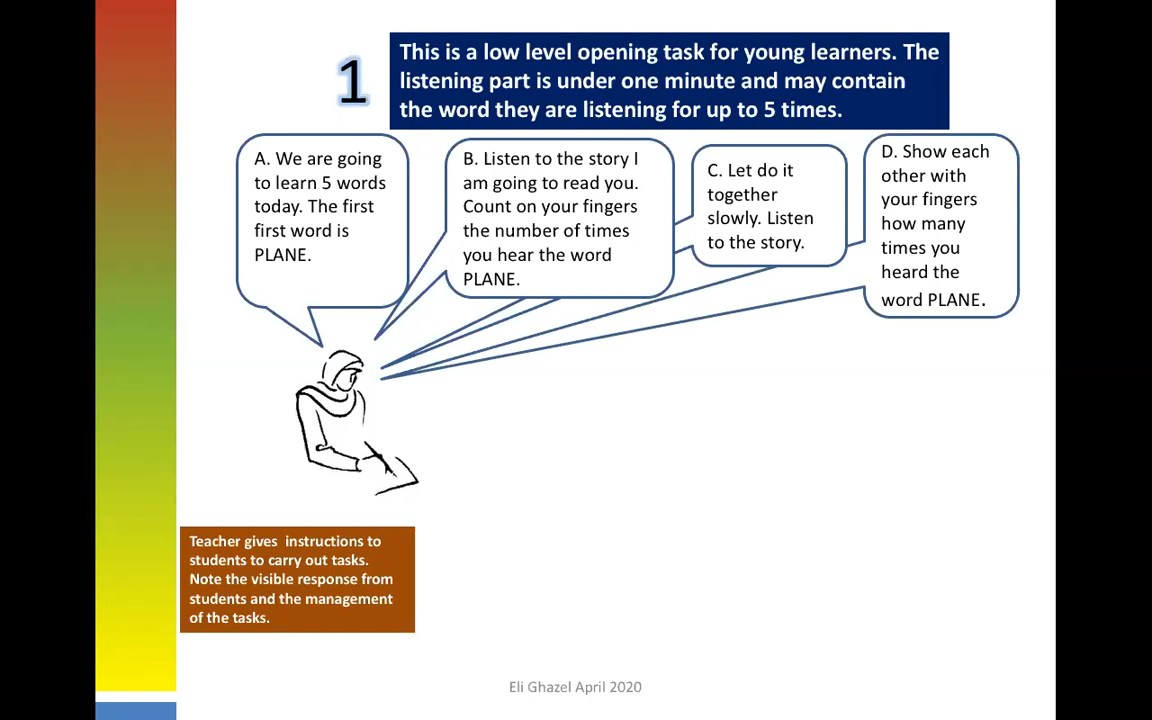 1
This is a low level opening task for young learners. The
listening part is under one minute and may contain
the word they are listening for up to 5 times.
A. We are going
to learn 5 words
today. The first
first word is
PLANE.
B. Listen to the story I
am going to read you.
Count on your fingers
the number of times
you hear the word
PLANE.
C. Let do it
together
slowly. Listen
to the story.
D. Show each
other with
your fingers
how many
times you
heard the
word PLANE.
Teacher gives instructions to
students to carry out tasks.
Note the visible response from
students and the management
of the tasks.
Eli Ghazel April 2020